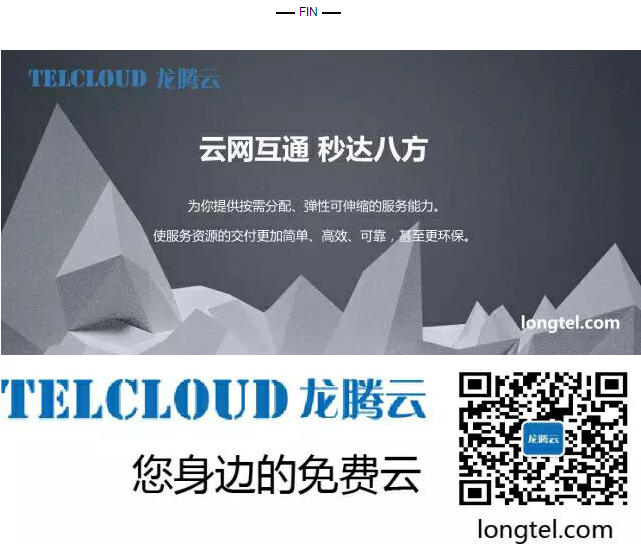 FIN
TELCLOUD 龙腾云
云网互通 秒达八方
为你提供按需分配、弹性可伸缩的服务能力。
使服务资源的交付更加简单、高效、可靠，甚至更环保。
longtel.com
TELCLOUD 龙腾云
您身边的免费云
龙腾云
longtel.com